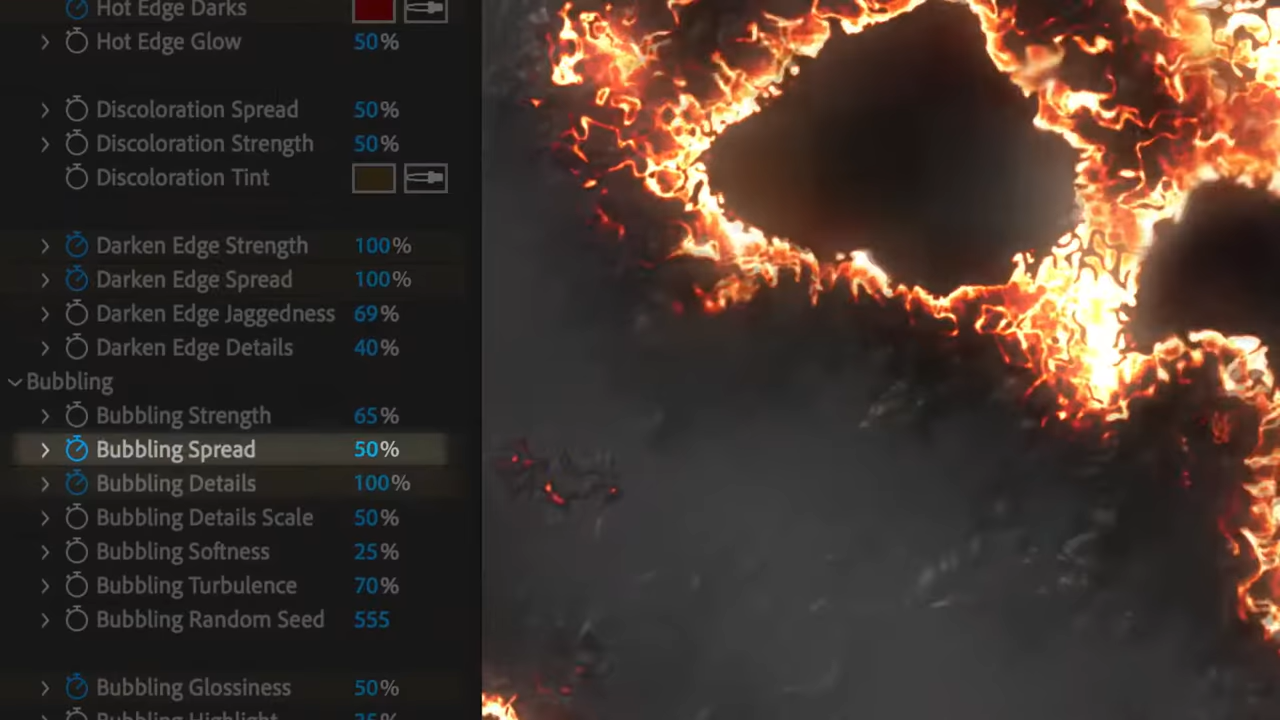 Hot Edge Darks
Hot Edge Glow 50%
Discoloration Spread 50%
Discoloration Strength 50%
Discoloration Tint
Darken Edge Strength 100%
Darken Edge Spread 100%
Darken Edge Jaggedness 69%
Darken Edge Details 40%
Bubbling
Bubbling Strength 65%
Bubbling Spread 50%
Bubbling Details 100%
Bubbling Details Scale 50%
Bubbling Softness 25%
Bubbling Turbulence 70%
Bubbling Random Seed 555
Bubbling Glossiness 50%
Bubbling Highlight